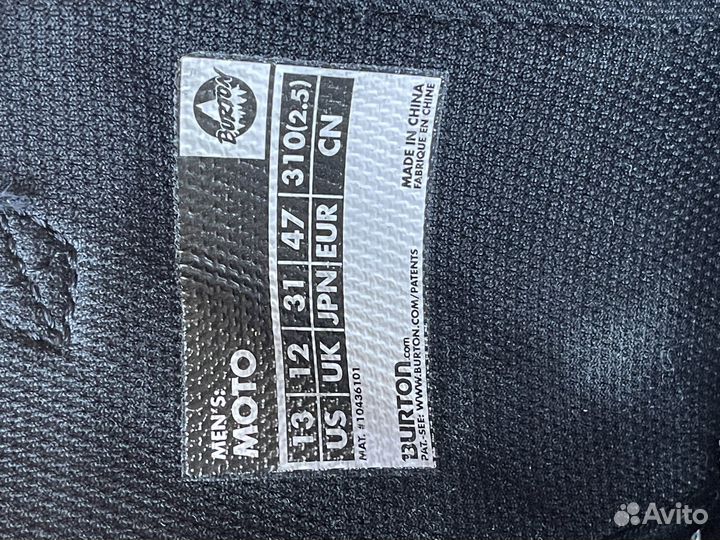 BURTON
MEN'S:
MOTO
13 12 31 47 310(2.5)
US UK JPN EUR CN
MAT. #10436101
MADE IN CHINA
FABRIQUE EN CHINE
BURTON.com
PAT.-SEE: WWW.BURTON.COM/PATENTS
Avito